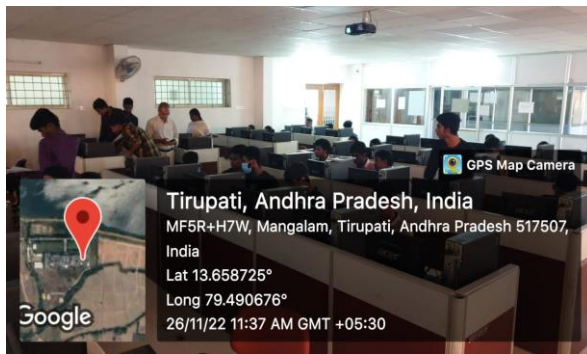 GPS Map Camera
Tirupati, Andhra Pradesh, India
MF5R+H7W, Mangalam, Tirupati, Andhra Pradesh 517507,
India
Lat 13.658725°
Long 79.490676°
26/11/22 11:37 AM GMT +05:30
Google